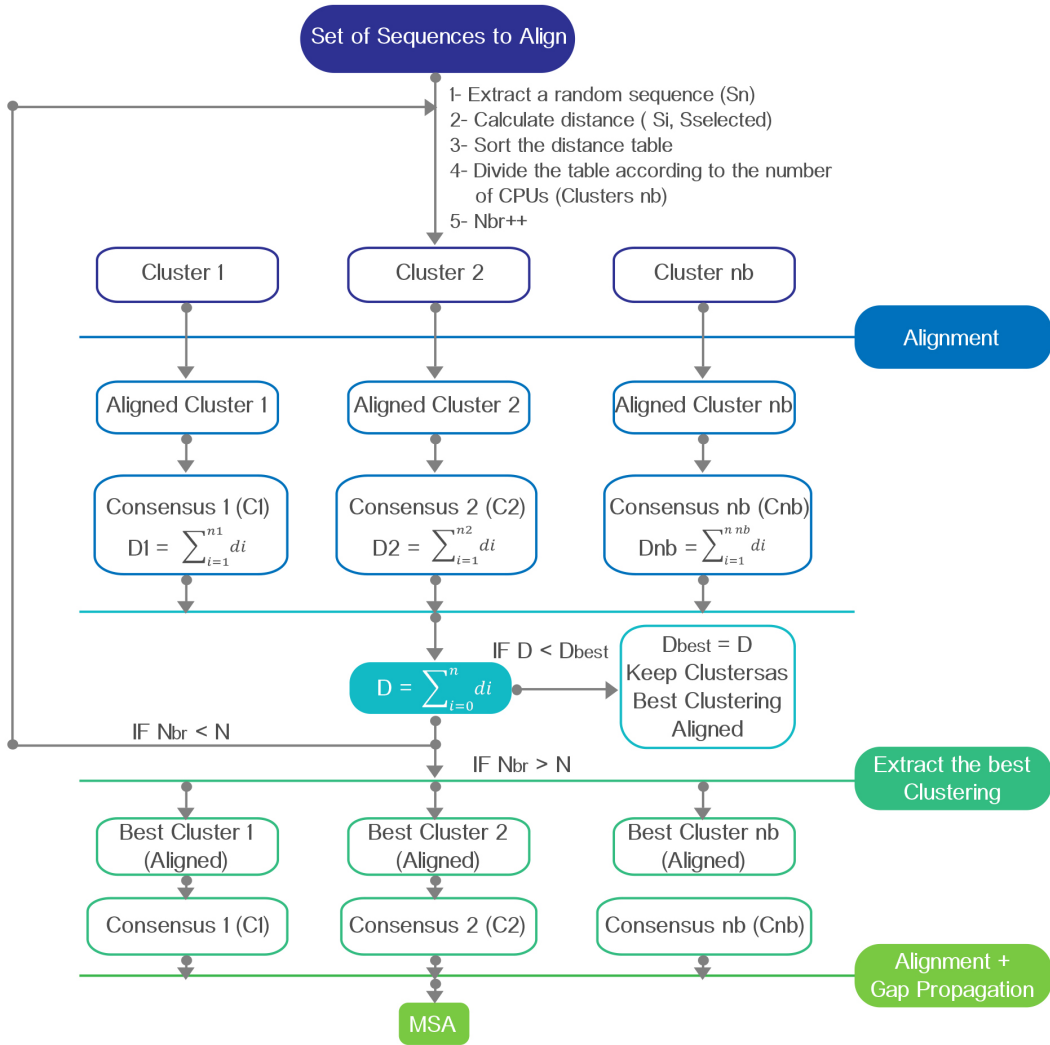 Set of Sequences to Align
1- Extract a random sequence (Sn)
2- Calculate distance ( Si, Sselected)
3- Sort the distance table
4- Divide the table according to the number
of CPUs (Clusters nb)
5- Nbr++
Cluster 1
Cluster 2
Cluster nb
Alignment
Aligned Cluster 1
Aligned Cluster 2
Aligned Cluster nb
Consensus 1 (C1)
D1 = ∑_{i=1}^{n1} di
Consensus 2 (C2)
D2 = ∑_{i=1}^{n2} di
Consensus nb (Cnb)
Dnb = ∑_{i=1}^{n nb} di
IF D < Dbest
D = ∑_{i=0}^{n} di
Dbest = D
Keep Clustersas
Best Clustering
Aligned
IF Nbr < N
IF Nbr > N
Extract the best
Clustering
Best Cluster 1
(Aligned)
Best Cluster 2
(Aligned)
Best Cluster nb
(Aligned)
Consensus 1 (C1)
Consensus 2 (C2)
Consensus nb (Cnb)
Alignment +
Gap Propagation
MSA